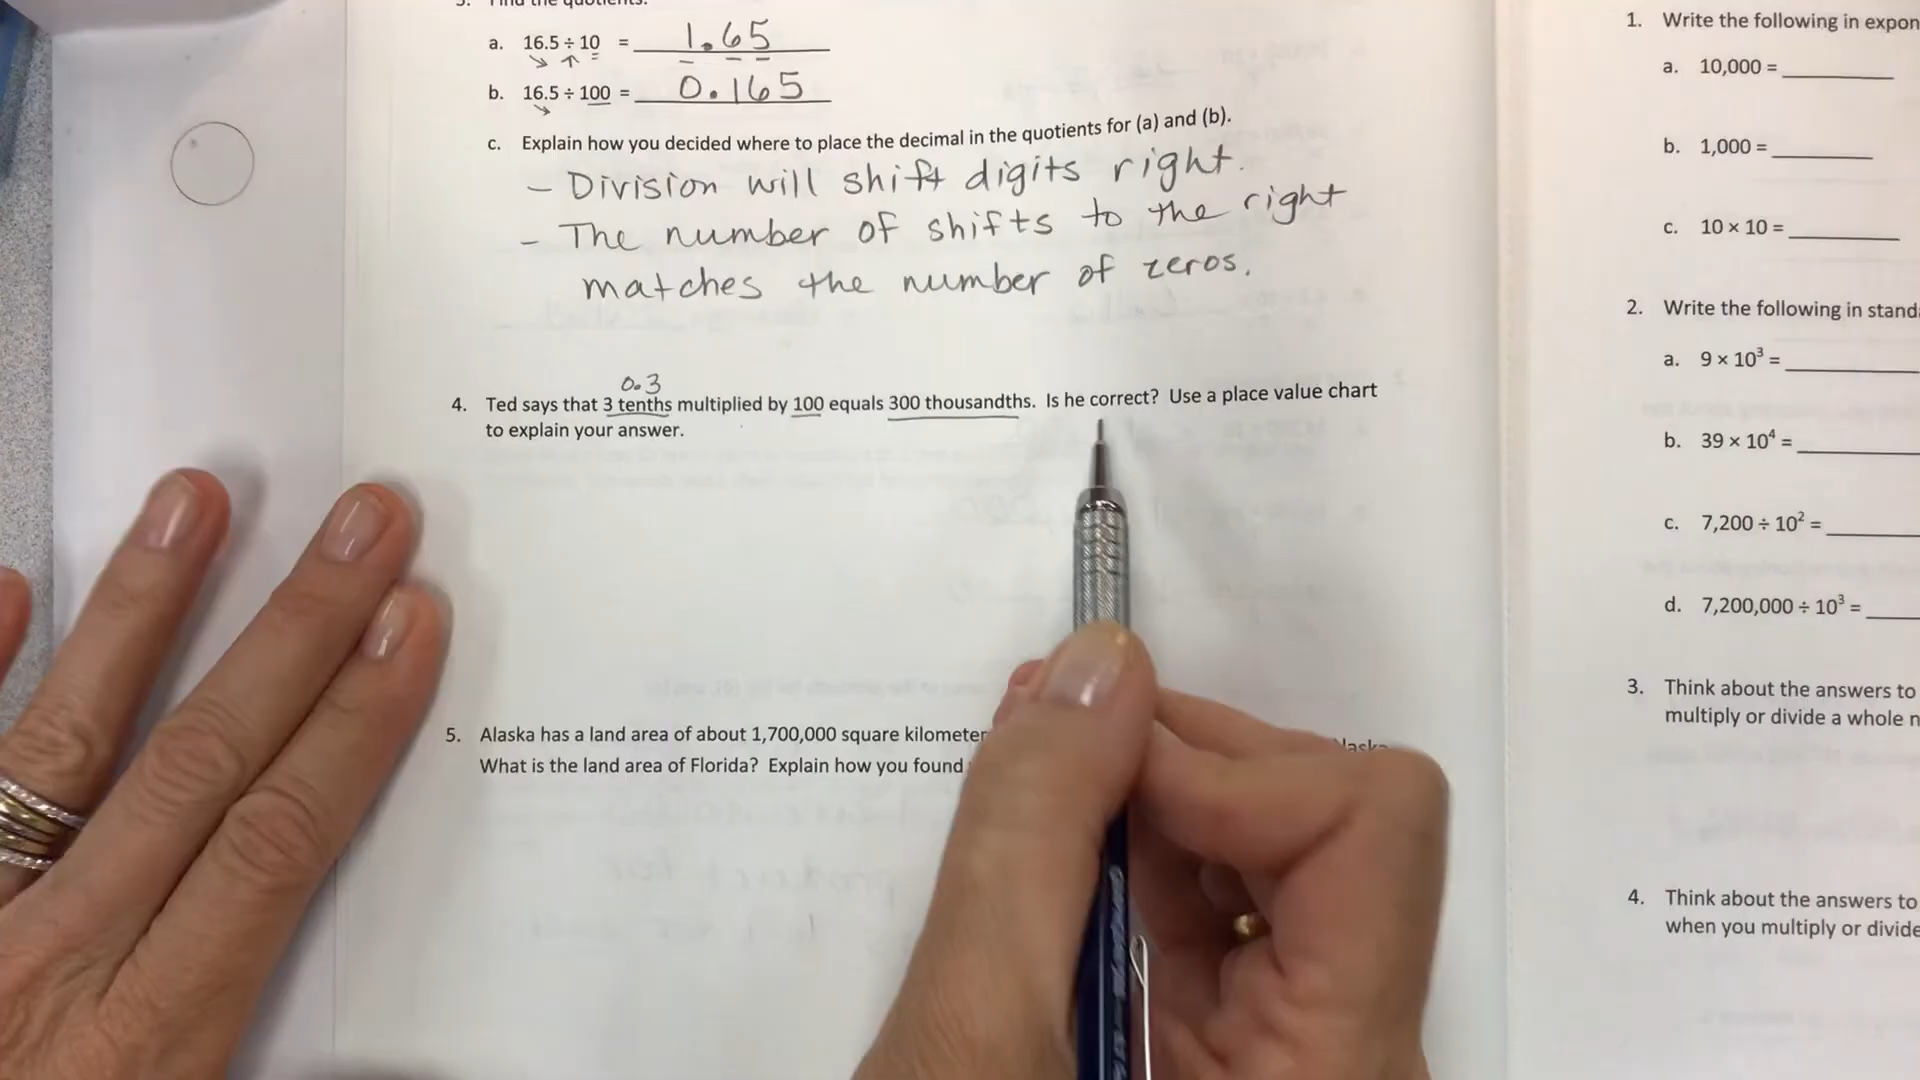 3. Find the quotients.
a. 16.5 ÷ 10 = 1.65
b. 16.5 ÷ 100 = 0.165
c. Explain how you decided where to place the decimal in the quotients for (a) and (b).
– Division will shift digits right.
– The number of shifts to the right
matches the number of zeros.
0.3
4. Ted says that 3 tenths multiplied by 100 equals 300 thousandths. Is he correct? Use a place value chart
to explain your answer.
5. Alaska has a land area of about 1,700,000 square kilometer
What is the land area of Florida? Explain how you found
1. Write the following in expon
a. 10,000 =
b. 1,000 =
c. 10 × 10 =
2. Write the following in stand
a. 9 × 10³ =
b. 39 × 10⁴ =
c. 7,200 ÷ 10² =
d. 7,200,000 ÷ 10³ =
3. Think about the answers to
multiply or divide a whole n
4. Think about the answers to
when you multiply or divide